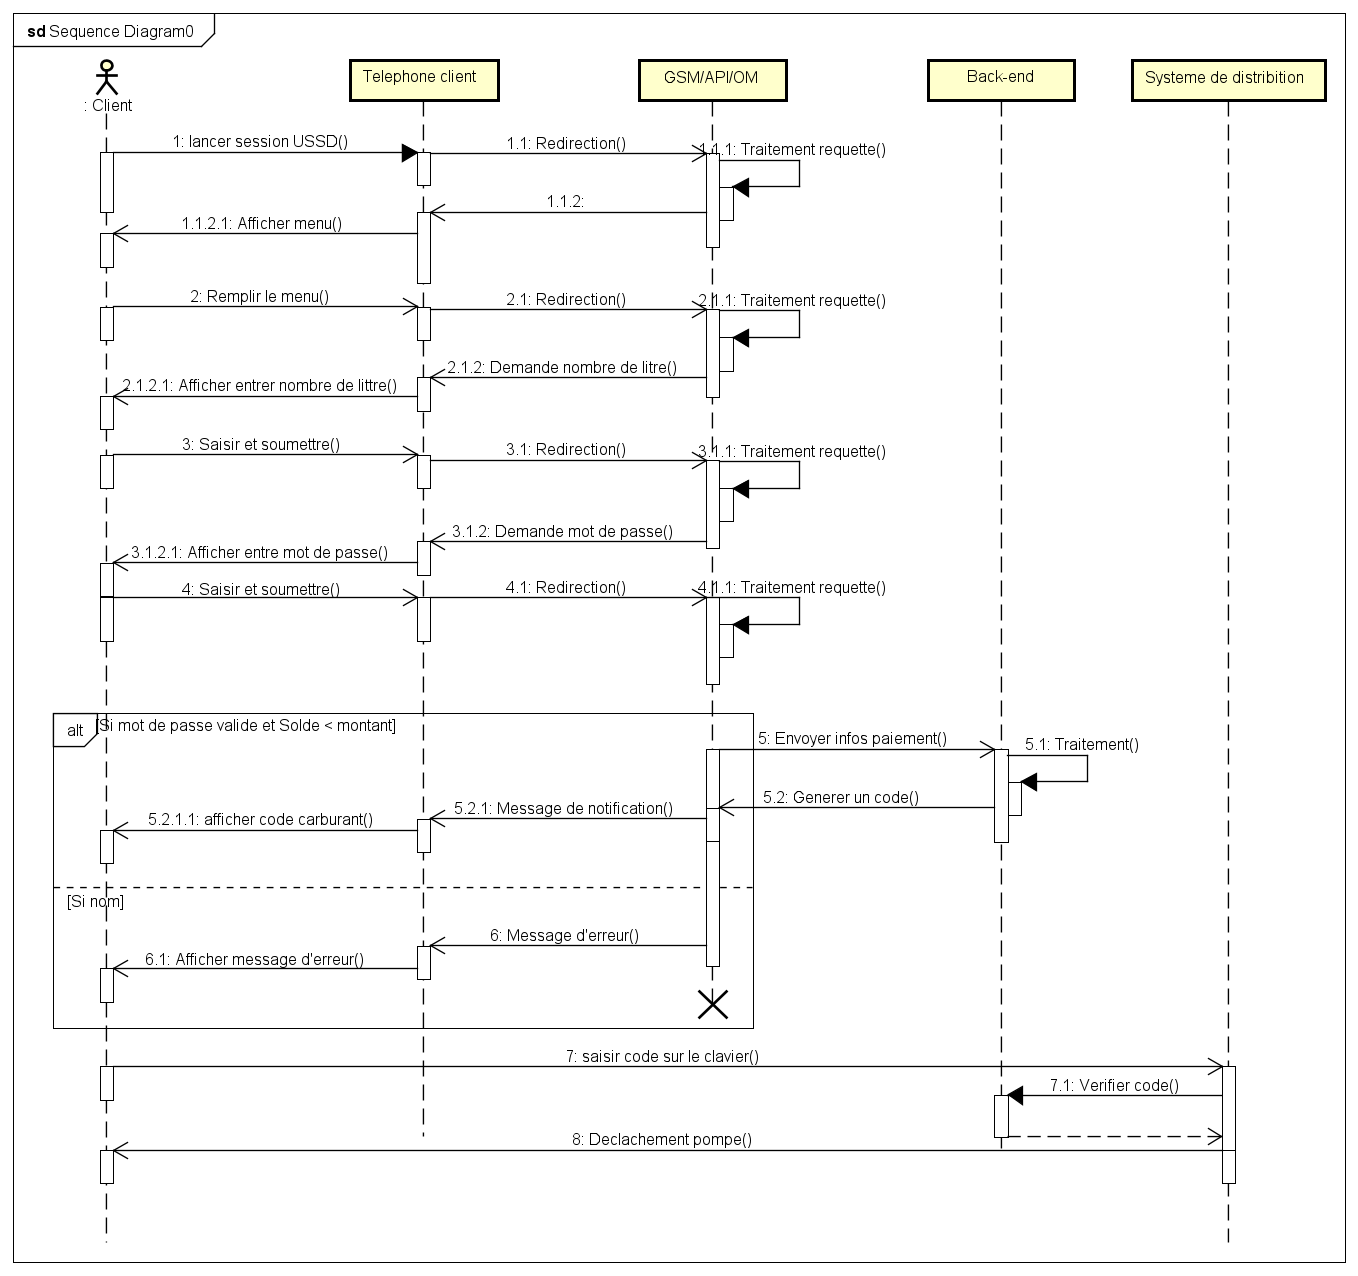 sd Sequence Diagram0
: Client
Telephone client
GSM/API/OM
Back-end
Systeme de distribition
1: lancer session USSD()
1.1: Redirection()
1.1.1: Traitement requette()
1.1.2:
1.1.2.1: Afficher menu()
2: Remplir le menu()
2.1: Redirection()
2.1.1: Traitement requette()
2.1.2: Demande nombre de litre()
2.1.2.1: Afficher entrer nombre de littre()
3: Saisir et soumettre()
3.1: Redirection()
3.1.1: Traitement requette()
3.1.2: Demande mot de passe()
3.1.2.1: Afficher entre mot de passe()
4: Saisir et soumettre()
4.1: Redirection()
4.1.1: Traitement requette()
alt
[Si mot de passe valide et Solde < montant]
5: Envoyer infos paiement()
5.1: Traitement()
5.2: Generer un code()
5.2.1: Message de notification()
5.2.1.1: afficher code carburant()
[Si nom]
6: Message d'erreur()
6.1: Afficher message d'erreur()
7: saisir code sur le clavier()
7.1: Verifier code()
8: Declachement pompe()